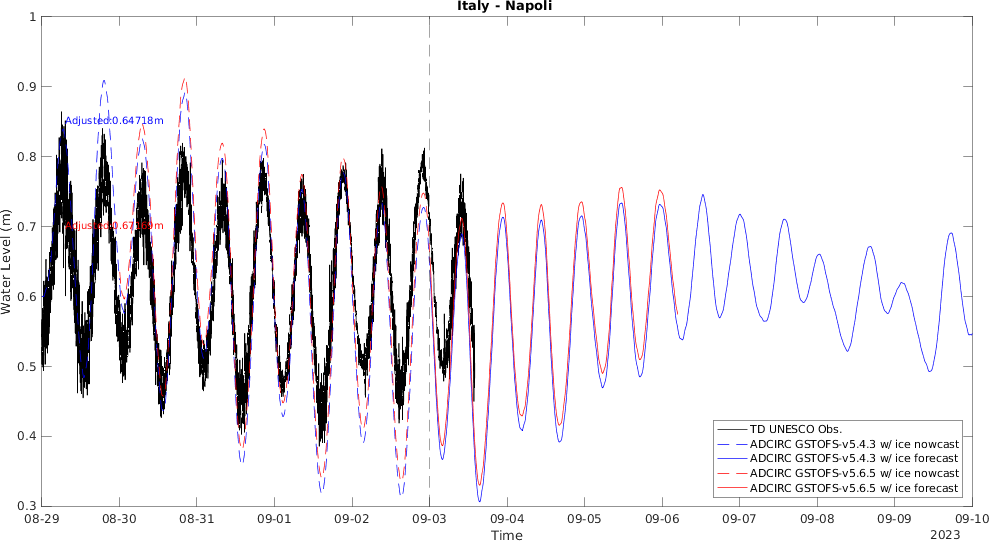 Italy - Napoli
Water Level (m)
1
0.9
0.8
0.7
0.6
0.5
0.4
0.3
Adjusted:0.64718m
08-29
08-30
08-31
09-01
09-02
09-03
09-04
09-05
09-06
09-07
09-08
09-09
09-10
Time
2023
TD UNESCO Obs.
ADCIRC GSTOFS-v5.4.3 w/ ice nowcast
ADCIRC GSTOFS-v5.4.3 w/ ice forecast
ADCIRC GSTOFS-v5.6.5 w/ ice nowcast
ADCIRC GSTOFS-v5.6.5 w/ ice forecast